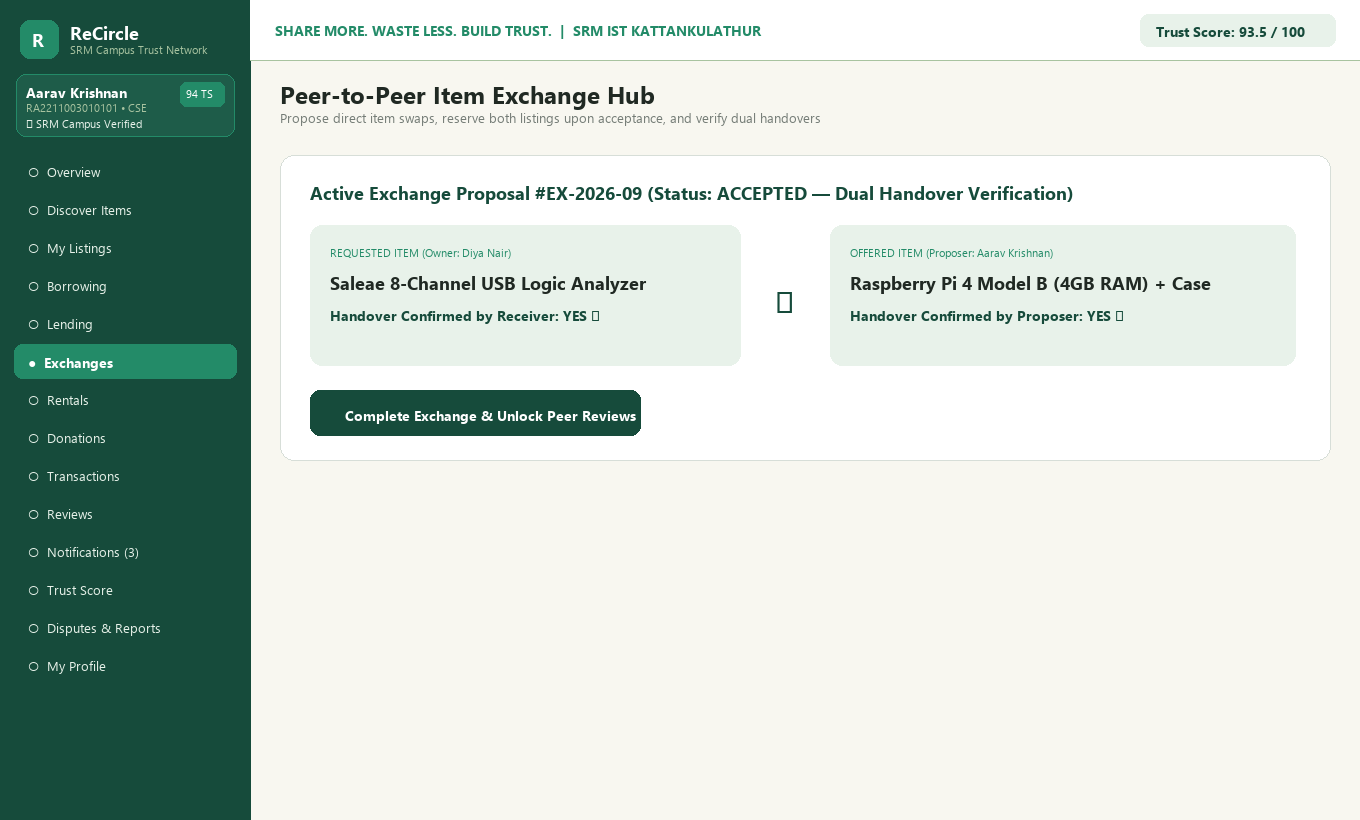 R
ReCircle
SRM Campus Trust Network
Aarav Krishnan
94 TS
RA2211003010101 • CSE
SRM Campus Verified
Overview
Discover Items
My Listings
Borrowing
Lending
Exchanges
Rentals
Donations
Transactions
Reviews
Notifications (3)
Trust Score
Disputes & Reports
My Profile
SHARE MORE. WASTE LESS. BUILD TRUST. | SRM IST KATTANKULATHUR
Trust Score: 93.5 / 100
Peer-to-Peer Item Exchange Hub
Propose direct item swaps, reserve both listings upon acceptance, and verify dual handovers
Active Exchange Proposal #EX-2026-09 (Status: ACCEPTED — Dual Handover Verification)
REQUESTED ITEM (Owner: Diya Nair)
Saleae 8-Channel USB Logic Analyzer
Handover Confirmed by Receiver: YES
OFFERED ITEM (Proposer: Aarav Krishnan)
Raspberry Pi 4 Model B (4GB RAM) + Case
Handover Confirmed by Proposer: YES
Complete Exchange & Unlock Peer Reviews